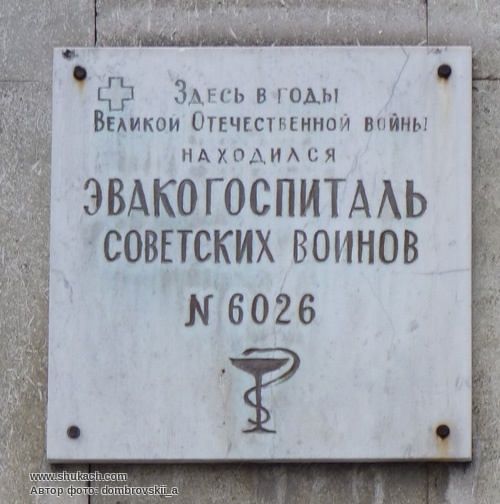 Здесь в годы
Великой Отечественной войны
находился
ЭВАКОГОСПИТАЛЬ
СОВЕТСКИХ ВОИНОВ
N 6026
www.shukach.com
Автор фото: dombrovskii_a